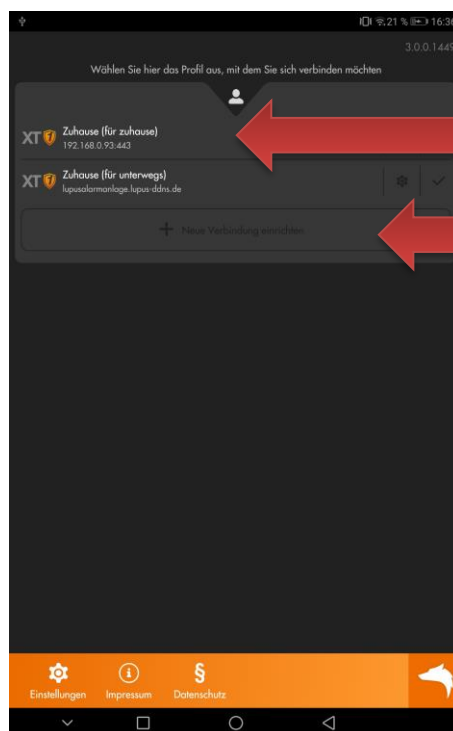 21 % 16:36
3.0.0.1449
Wählen Sie hier das Profil aus, mit dem Sie sich verbinden möchten
XT Zuhause (für zuhause)
192.168.0.93:443
XT Zuhause (für unterwegs)
lupusalarmanlage.lupus-ddns.de
+ Neue Verbindung einrichten
Einstellungen Impressum Datenschutz